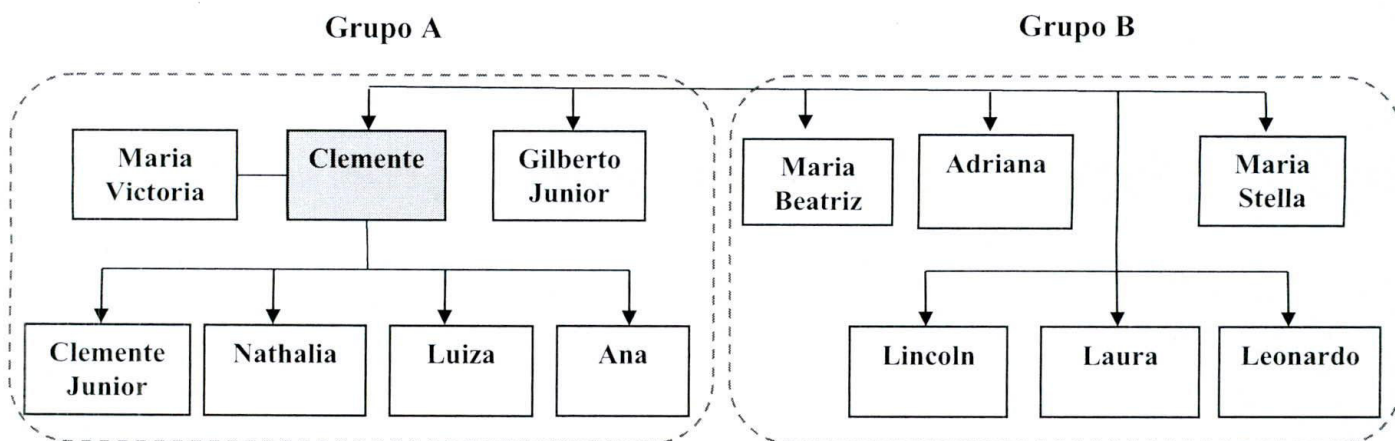 Grupo A
Grupo B
Maria
Victoria
Clemente
Gilberto
Junior
Maria
Beatriz
Adriana
Maria
Stella
Clemente
Junior
Nathalia
Luiza
Ana
Lincoln
Laura
Leonardo